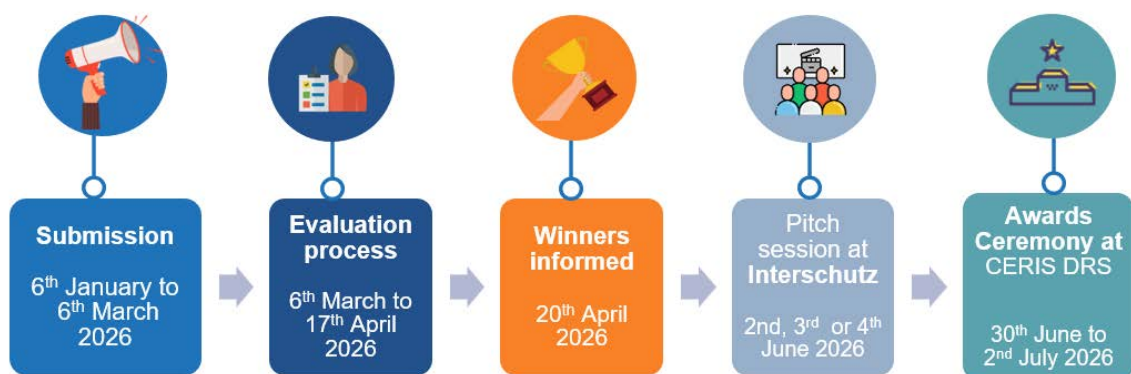 Submission
6th January to
6th March
2026
Evaluation
process
6th March to
17th April
2026
Winners
informed
20th April
2026
Pitch
session at
Interschutz
2nd, 3rd or 4th
June 2026
Awards
Ceremony at
CERIS DRS
30th June to
2nd July 2026